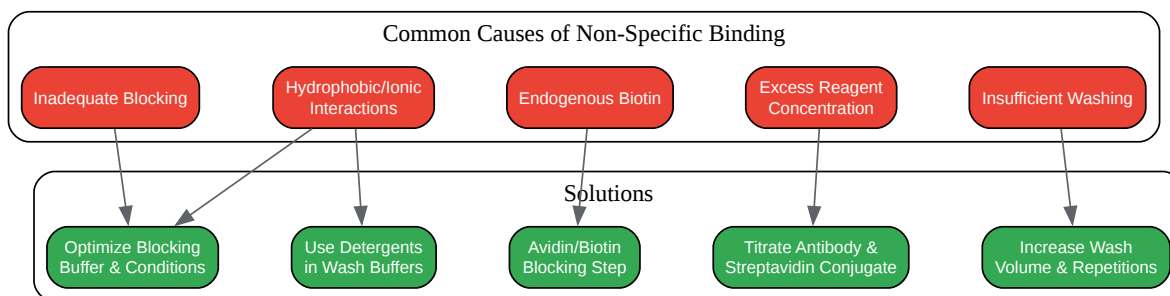 Common Causes of Non-Specific Binding
Inadequate Blocking
Hydrophobic/Ionic
Interactions
Endogenous Biotin
Excess Reagent
Concentration
Insufficient Washing
Solutions
Optimize Blocking
Buffer & Conditions
Use Detergents
in Wash Buffers
Avidin/Biotin
Blocking Step
Titrate Antibody &
Streptavidin Conjugate
Increase Wash
Volume & Repetitions